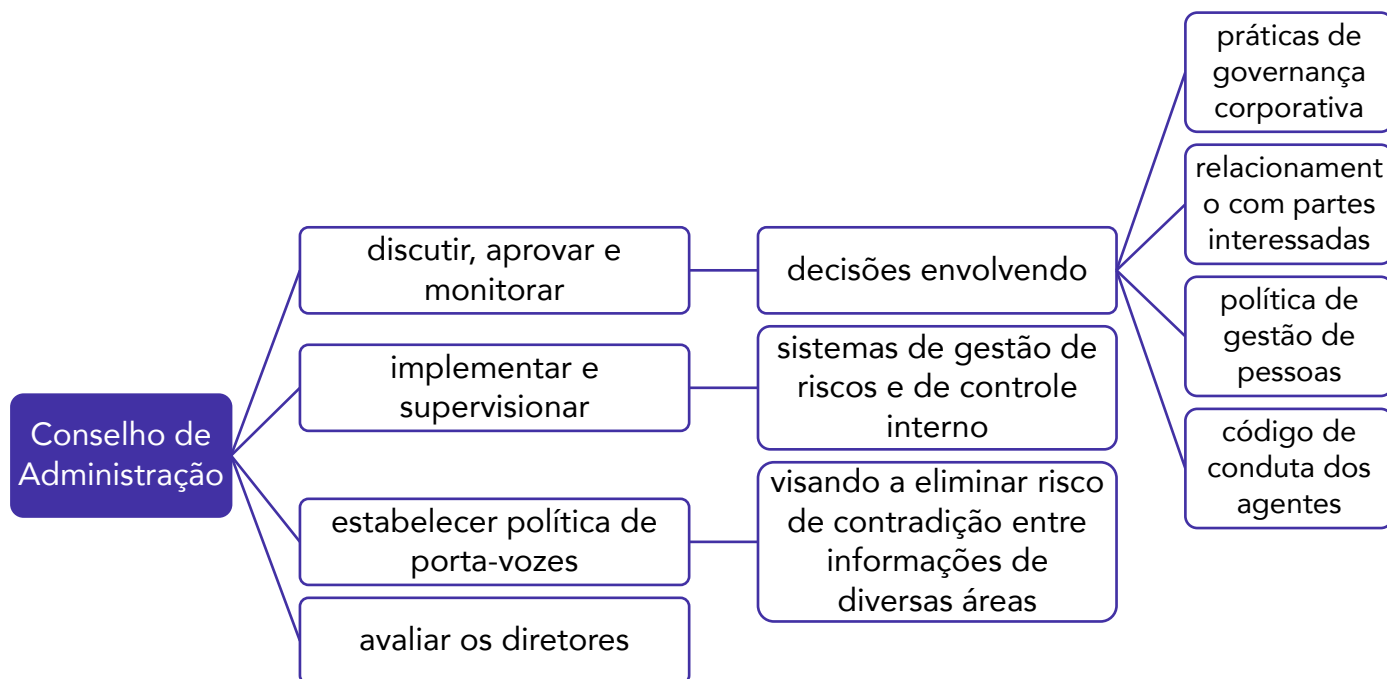 Conselho de
Administração
discutir, aprovar e
monitorar
decisões envolvendo
práticas de
governança
corporativa
relacionament
o com partes
interessadas
política de
gestão de
pessoas
código de
conduta dos
agentes
implementar e
supervisionar
sistemas de gestão de
riscos e de controle
interno
estabelecer política de
porta-vozes
visando a eliminar risco
de contradição entre
informações de
diversas áreas
avaliar os diretores